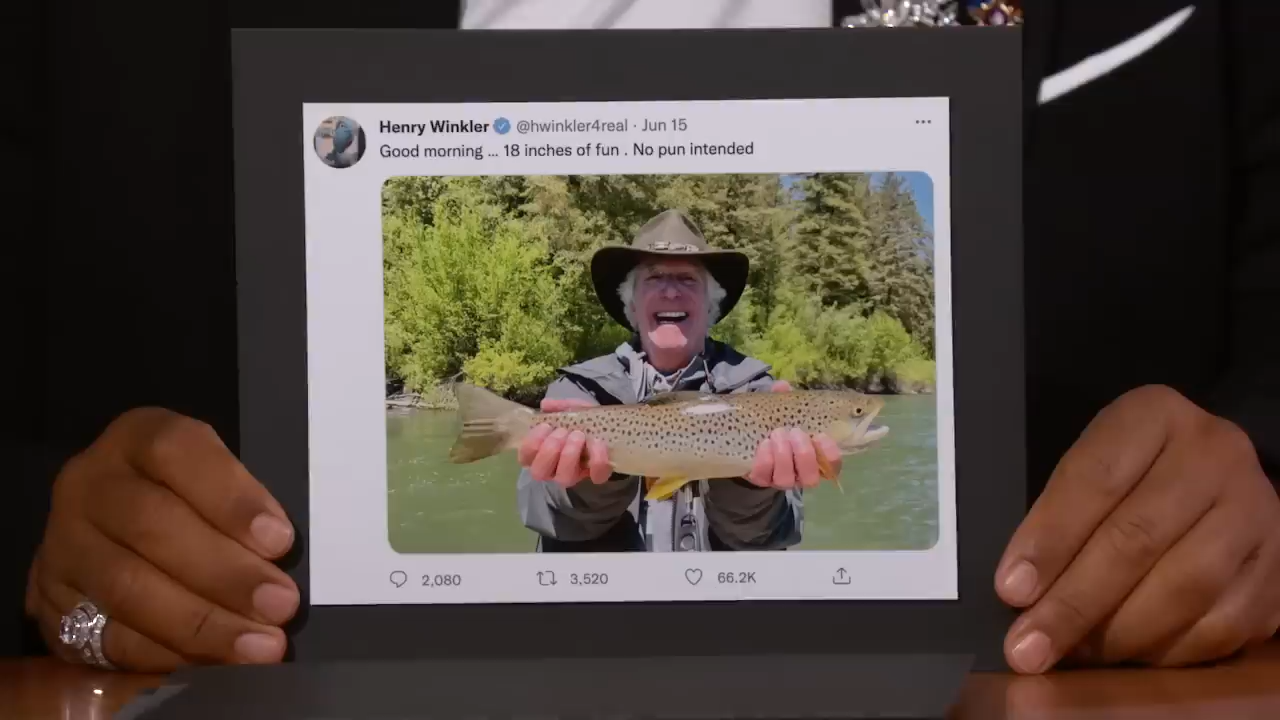 Henry Winkler @hwinkler4real · Jun 15
Good morning ... 18 inches of fun . No pun intended
2,080 3,520 66.2K